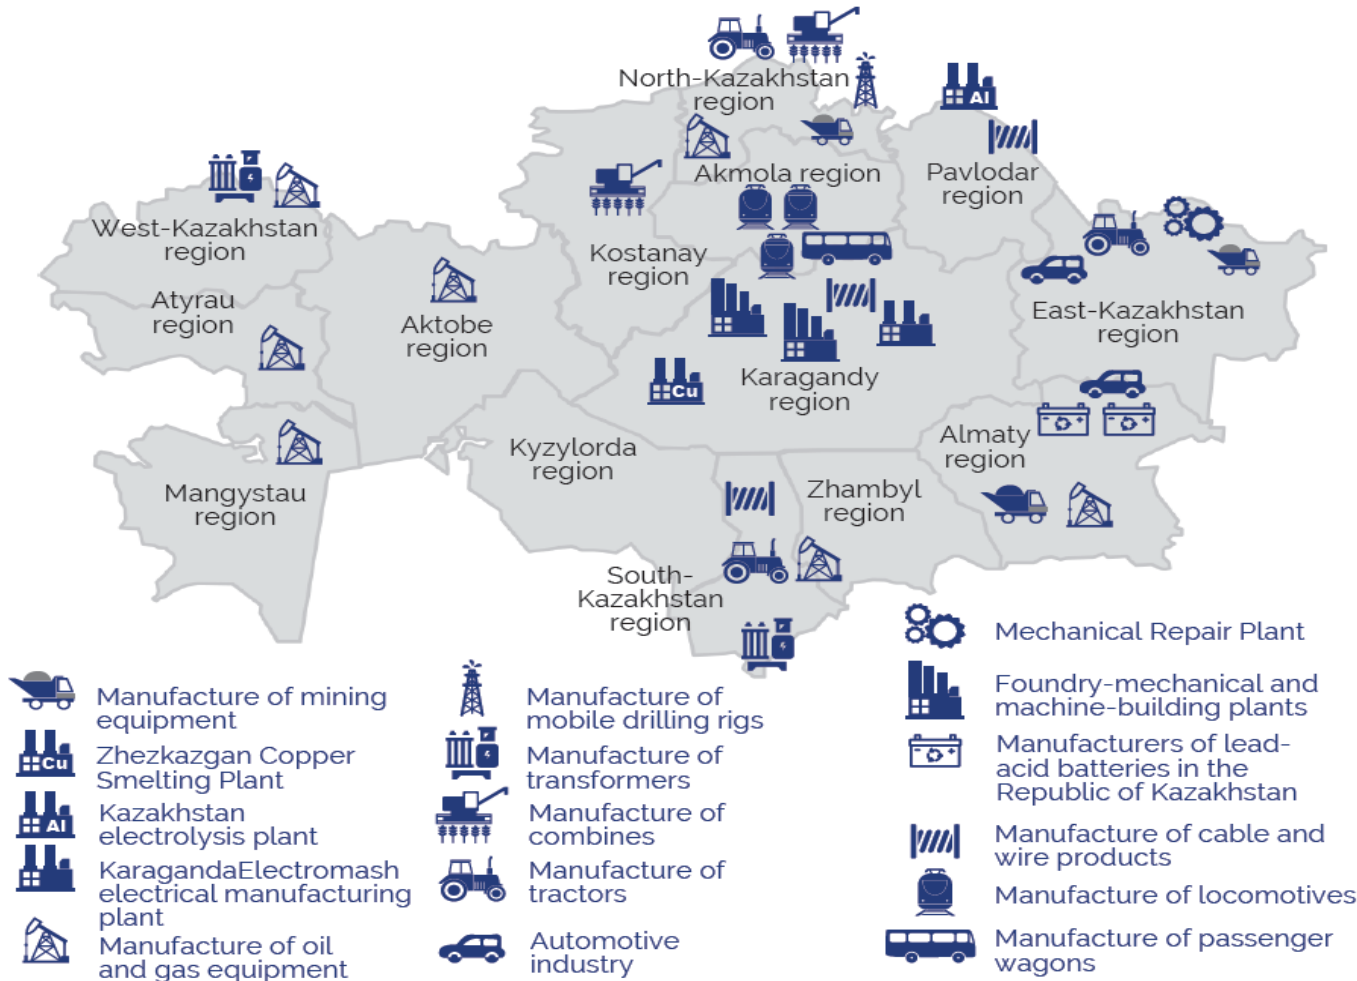 North-Kazakhstan
region
Al
Akmola region
Pavlodar
region
West-Kazakhstan
region
Kostanay
region
Atyrau
region
Aktobe
region
East-Kazakhstan
region
Cu
Karagandy
region
Kyzylorda
region
Almaty
region
Mangystau
region
Zhambyl
region
South-
Kazakhstan
region
Manufacture of mining
equipment
Cu
Zhezkazgan Copper
Smelting Plant
Al
Kazakhstan
electrolysis plant
KaragandaElectromash
electrical manufacturing
plant
Manufacture of oil
and gas equipment
Manufacture of
mobile drilling rigs
Manufacture of
transformers
Manufacture of
combines
Manufacture of
tractors
Automotive
industry
Mechanical Repair Plant
Foundry-mechanical and
machine-building plants
Manufacturers of lead-
acid batteries in the
Republic of Kazakhstan
Manufacture of cable and
wire products
Manufacture of locomotives
Manufacture of passenger
wagons